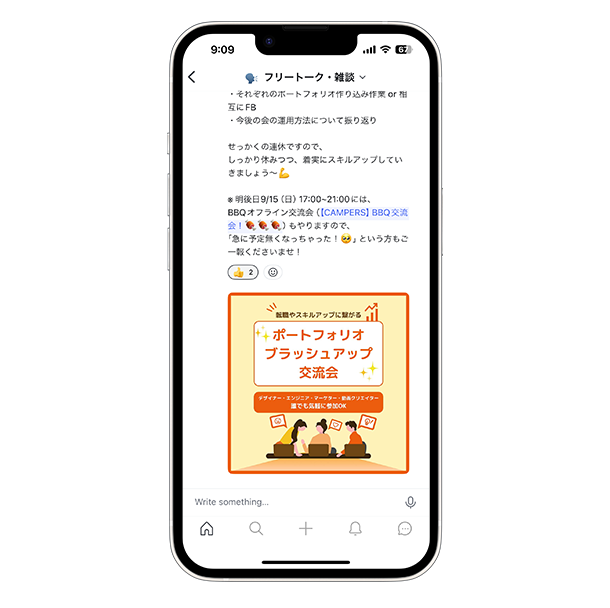 9:09
67
🗣️ フリートーク・雑談
・それぞれのポートフォリオ作り込み作業 or 相
互にFB
・今後の会の運用方法について振り返り
せっかくの連休ですので、
しっかり休みつつ、着実にスキルアップしてい
きましょう〜💪
※明後日9/15（日）17:00~21:00には、
BBQオフライン交流会（【CAMPERS】BBQ交流
会！🍖🍖🍖）もやりますので、
「急に予定無くなっちゃった！🥺」という方もご
一報くださいませ！
👍 2
転職やスキルアップに繋がる
ポートフォリオ
ブラッシュアップ
交流会
デザイナー・エンジニア・マーケター・動画クリエイター
誰でも気軽に参加OK
Write something...